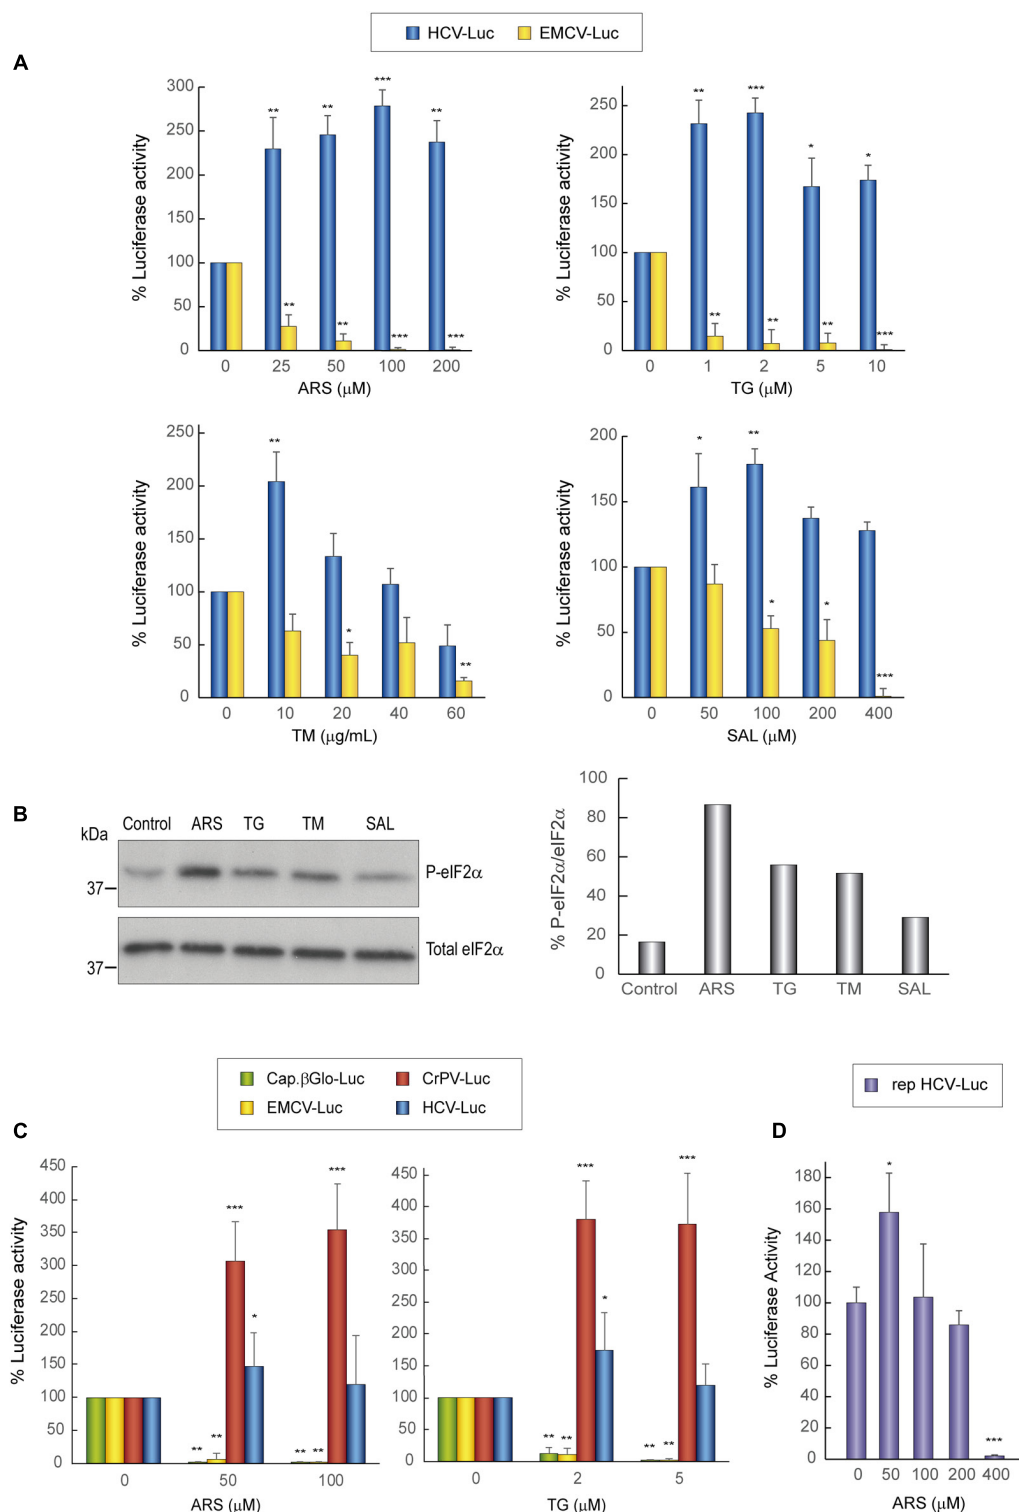 HCV-Luc EMCV-Luc
A
% Luciferase activity
300
250
200
150
100
50
0
** ** *** **
** ** *** ***
0 25 50 100 200
ARS (μM)
% Luciferase activity
250
200
150
100
50
0
** *** * *
** ** ** ***
0 1 2 5 10
TG (μM)
% Luciferase activity
250
200
150
100
50
0
**
* **
0 10 20 40 60
TM (μg/mL)
% Luciferase activity
200
150
100
50
0
* **
* * ***
0 50 100 200 400
SAL (μM)
B
kDa
Control ARS TG TM SAL
37
P-eIF2α
37
Total eIF2α
% P-eIF2α/eIF2α
100
80
60
40
20
0
Control ARS TG TM SAL
Cap.βGlo-Luc CrPV-Luc
EMCV-Luc HCV-Luc
C
% Luciferase activity
450
400
350
300
250
200
150
100
50
0
*** ***
*
** ** ** **
0 50 100
ARS (μM)
450
400
350
300
250
200
150
100
50
0
*** ***
*
** ** ** **
0 2 5
TG (μM)
rep HCV-Luc
D
% Luciferase Activity
180
160
140
120
100
80
60
40
20
0
*
***
0 50 100 200 400
ARS (μM)